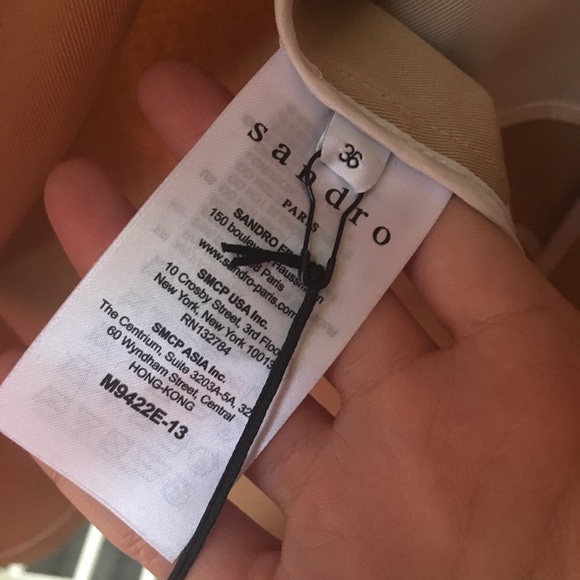 36
sandro
PARIS
SANDRO
150 boulevard Haussmann
Paris
www.sandro-paris.com
SMCP USA Inc.
10 Crosby Street, 3rd Floor
New York, New York 10013
RN132784
SMCP ASIA Inc.
The Centrium, Suite 3203A-5A,
60 Wyndham Street, Central
HONG-KONG
M9422E-13